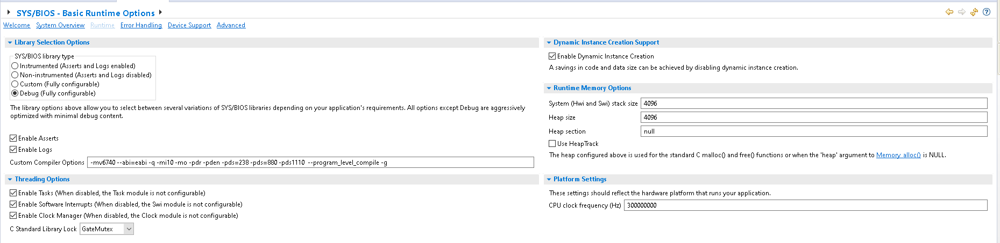 SYS/BIOS - Basic Runtime Options
Welcome System Overview Runtime Error Handling Device Support Advanced
Library Selection Options
SYS/BIOS library type
Instrumented (Asserts and Logs enabled)
Non-instrumented (Asserts and Logs disabled)
Custom (Fully configurable)
Debug (Fully configurable)
The library options above allow you to select between several variations of SYS/BIOS libraries depending on your application's requirements. All options except Debug are aggressively
optimized with minimal debug content.
Enable Asserts
Enable Logs
Custom Compiler Options -mv6740 --abi=eabi -q -mi10 -mo -pdr -pden -pds=238 -pds=880 -pds1110 --program_level_compile -g
Threading Options
Enable Tasks (When disabled, the Task module is not configurable)
Enable Software Interrupts (When disabled, the Swi module is not configurable)
Enable Clock Manager (When disabled, the Clock module is not configurable)
C Standard Library Lock GateMutex
Dynamic Instance Creation Support
Enable Dynamic Instance Creation
A savings in code and data size can be achieved by disabling dynamic instance creation.
Runtime Memory Options
System (Hwi and Swi) stack size 4096
Heap size 4096
Heap section null
Use HeapTrack
The heap configured above is used for the standard C malloc() and free() functions or when the 'heap' argument to Memory_alloc() is NULL.
Platform Settings
These settings should reflect the hardware platform that runs your application.
CPU clock frequency (Hz) 300000000